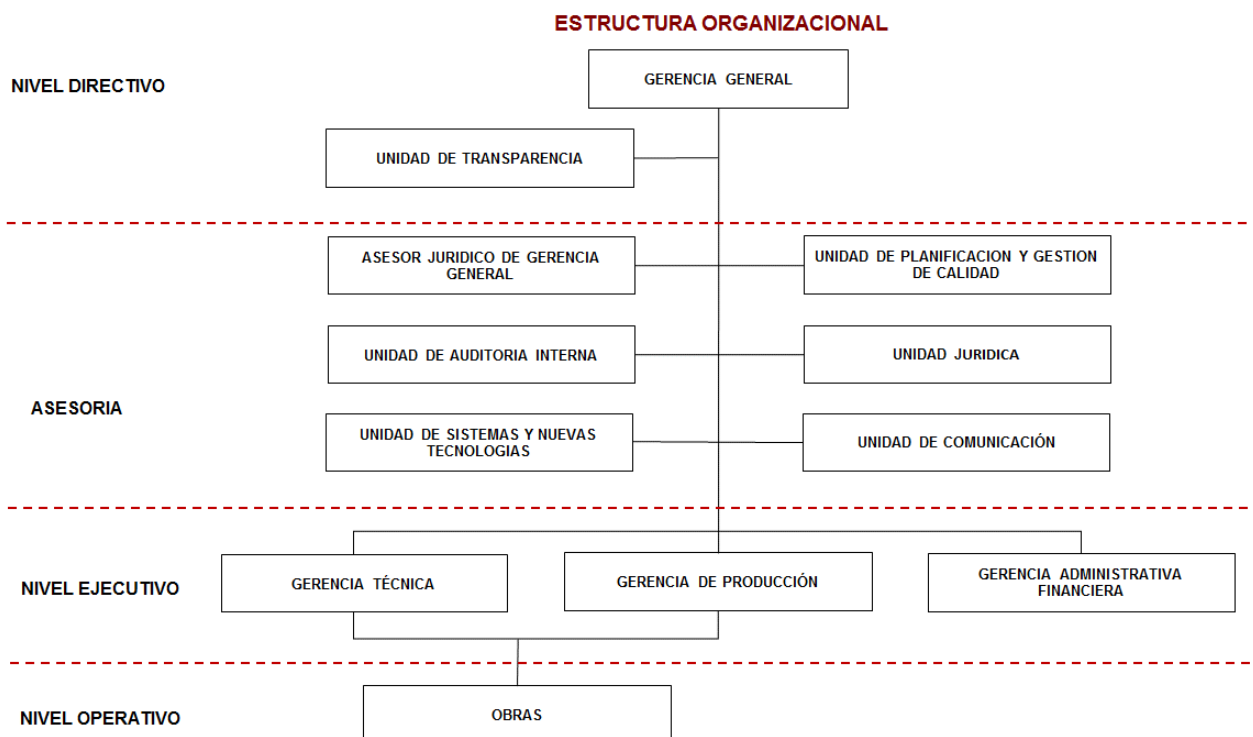 ESTRUCTURA ORGANIZACIONAL
GERENCIA GENERAL
NIVEL DIRECTIVO
UNIDAD DE TRANSPARENCIA
ASESOR JURIDICO DE GERENCIA
GENERAL
UNIDAD DE PLANIFICACION Y GESTION
DE CALIDAD
UNIDAD DE AUDITORIA INTERNA
UNIDAD JURIDICA
ASESORIA
UNIDAD DE SISTEMAS Y NUEVAS
TECNOLOGIAS
UNIDAD DE COMUNICACIÓN
NIVEL EJECUTIVO
GERENCIA TÉCNICA
GERENCIA DE PRODUCCIÓN
GERENCIA ADMINISTRATIVA
FINANCIERA
NIVEL OPERATIVO
OBRAS